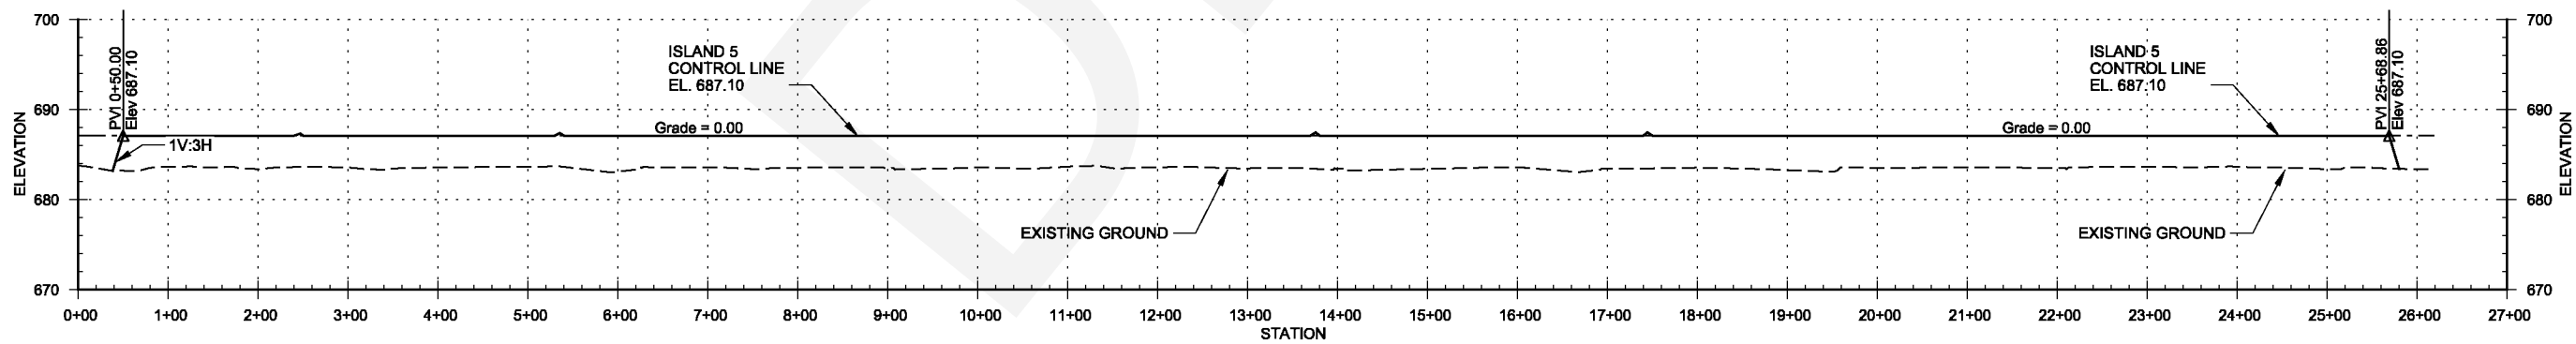 700
690
680
670
ELEVATION
PVI 0+50.00
Elev 687.10
1V:3H
ISLAND 5
CONTROL LINE
EL. 687.10
Grade = 0.00
EXISTING GROUND
ISLAND 5
CONTROL LINE
EL. 687.10
Grade = 0.00
EXISTING GROUND
PVI 25+68.86
Elev 687.10
700
690
680
670
ELEVATION
0+00 1+00 2+00 3+00 4+00 5+00 6+00 7+00 8+00 9+00 10+00 11+00 12+00 13+00 14+00 15+00 16+00 17+00 18+00 19+00 20+00 21+00 22+00 23+00 24+00 25+00 26+00 27+00
STATION